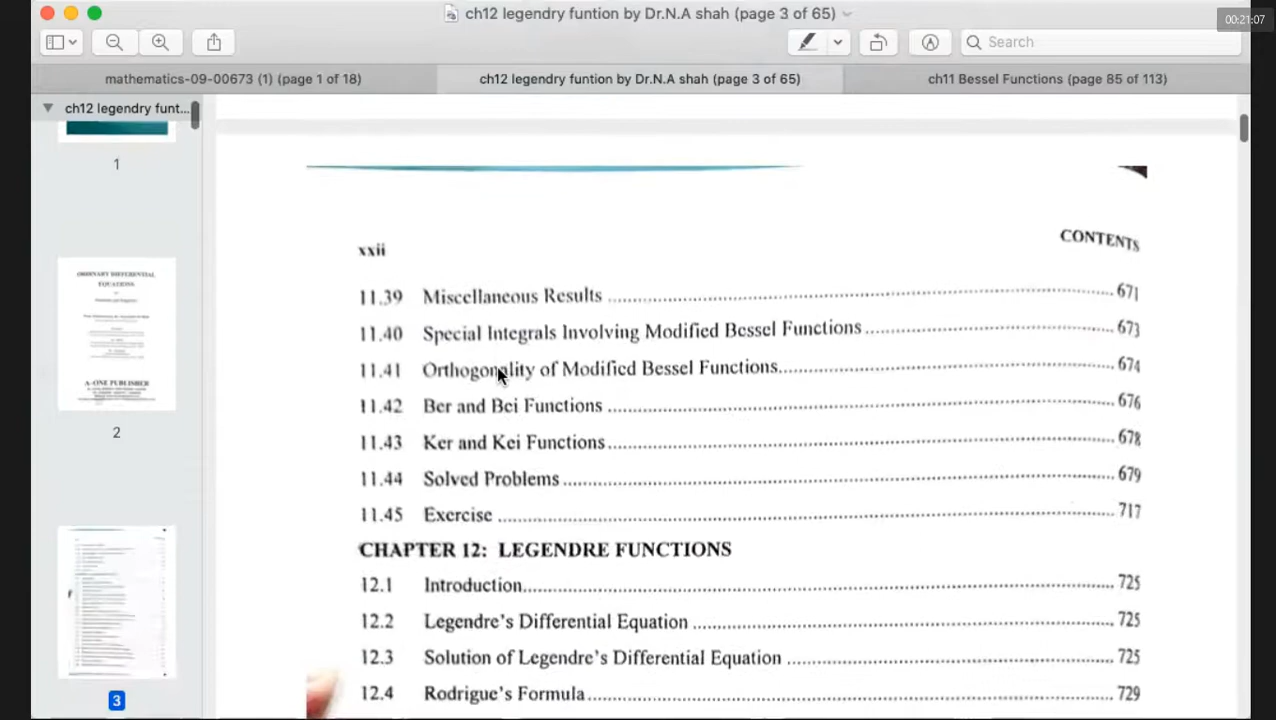 ch12 legendry funtion by Dr.N.A shah (page 3 of 65)
00:21:07
Search
mathematics-09-00673 (1) (page 1 of 18)
ch12 legendry funtion by Dr.N.A shah (page 3 of 65)
ch11 Bessel Functions (page 85 of 113)
ch12 legendry funt...
1
ORDINARY DIFFERENTIAL
EQUATIONS
A-ONE PUBLISHER
2
3
xxii
CONTENTS
11.39 Miscellaneous Results 671
11.40 Special Integrals Involving Modified Bessel Functions 673
11.41 Orthogonality of Modified Bessel Functions 674
11.42 Ber and Bei Functions 676
11.43 Ker and Kei Functions 678
11.44 Solved Problems 679
11.45 Exercise 717
CHAPTER 12: LEGENDRE FUNCTIONS
12.1 Introduction 725
12.2 Legendre's Differential Equation 725
12.3 Solution of Legendre's Differential Equation 725
12.4 Rodrigue's Formula 729